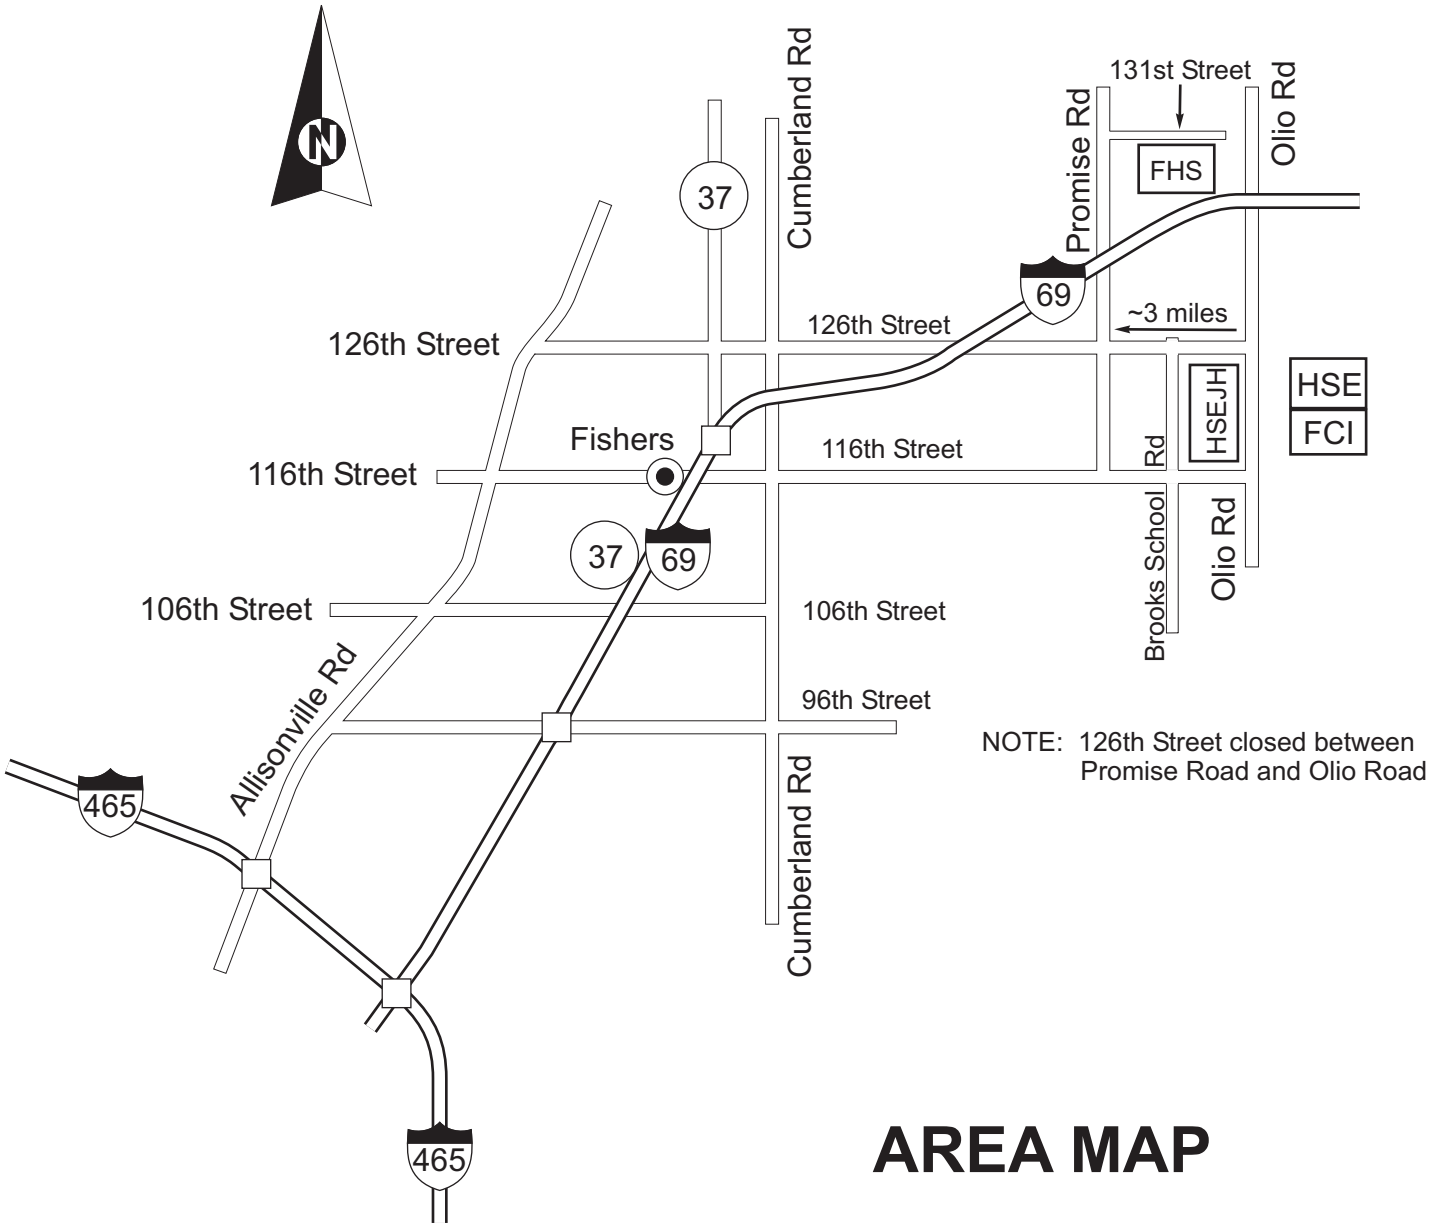 N
131st Street
Cumberland Rd
Promise Rd
Olio Rd
FHS
37
69
~3 miles
126th Street
126th Street
HSEJH
HSE
FCI
Fishers
116th Street
116th Street
37
69
Brooks School Rd
Olio Rd
106th Street
106th Street
Allisonville Rd
96th Street
NOTE: 126th Street closed between
Promise Road and Olio Road
465
Cumberland Rd
465
AREA MAP